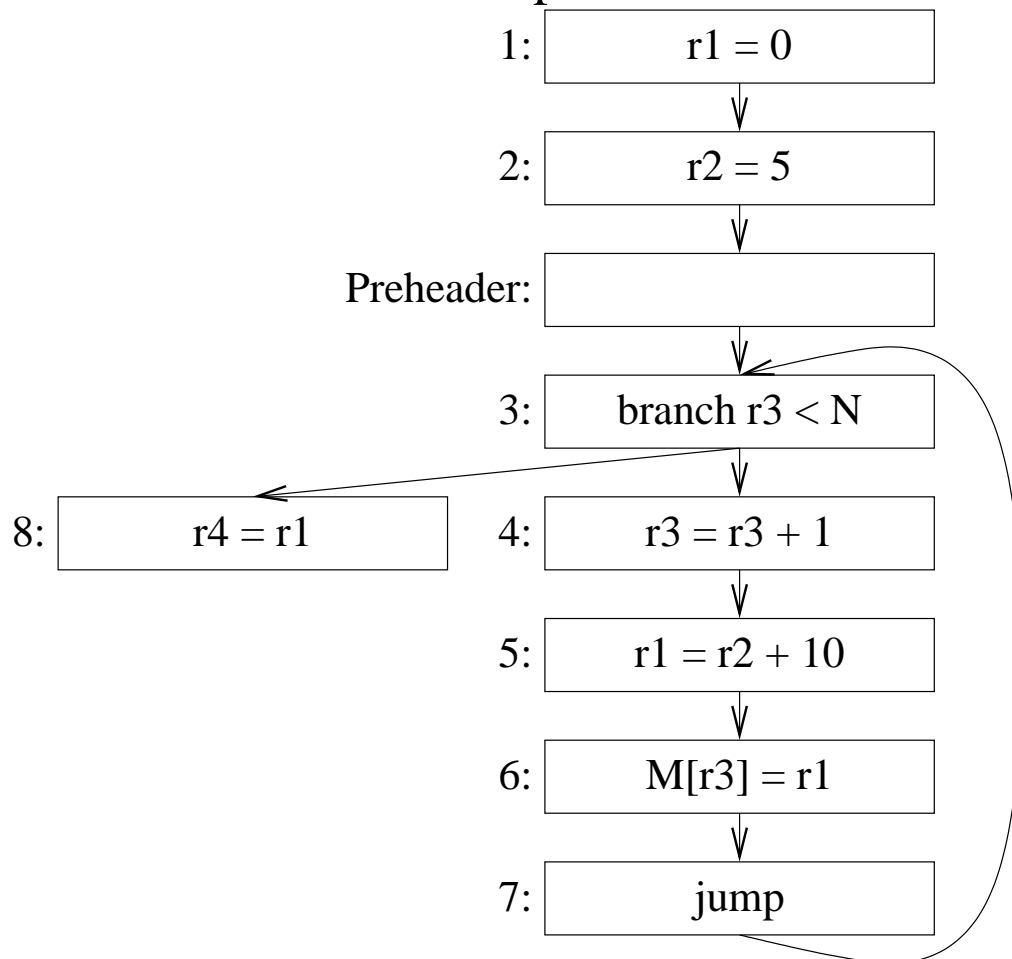 1: r1 = 0
2: r2 = 5
Preheader:
3: branch r3 < N
8: r4 = r1 4: r3 = r3 + 1
5: r1 = r2 + 10
6: M[r3] = r1
7: jump